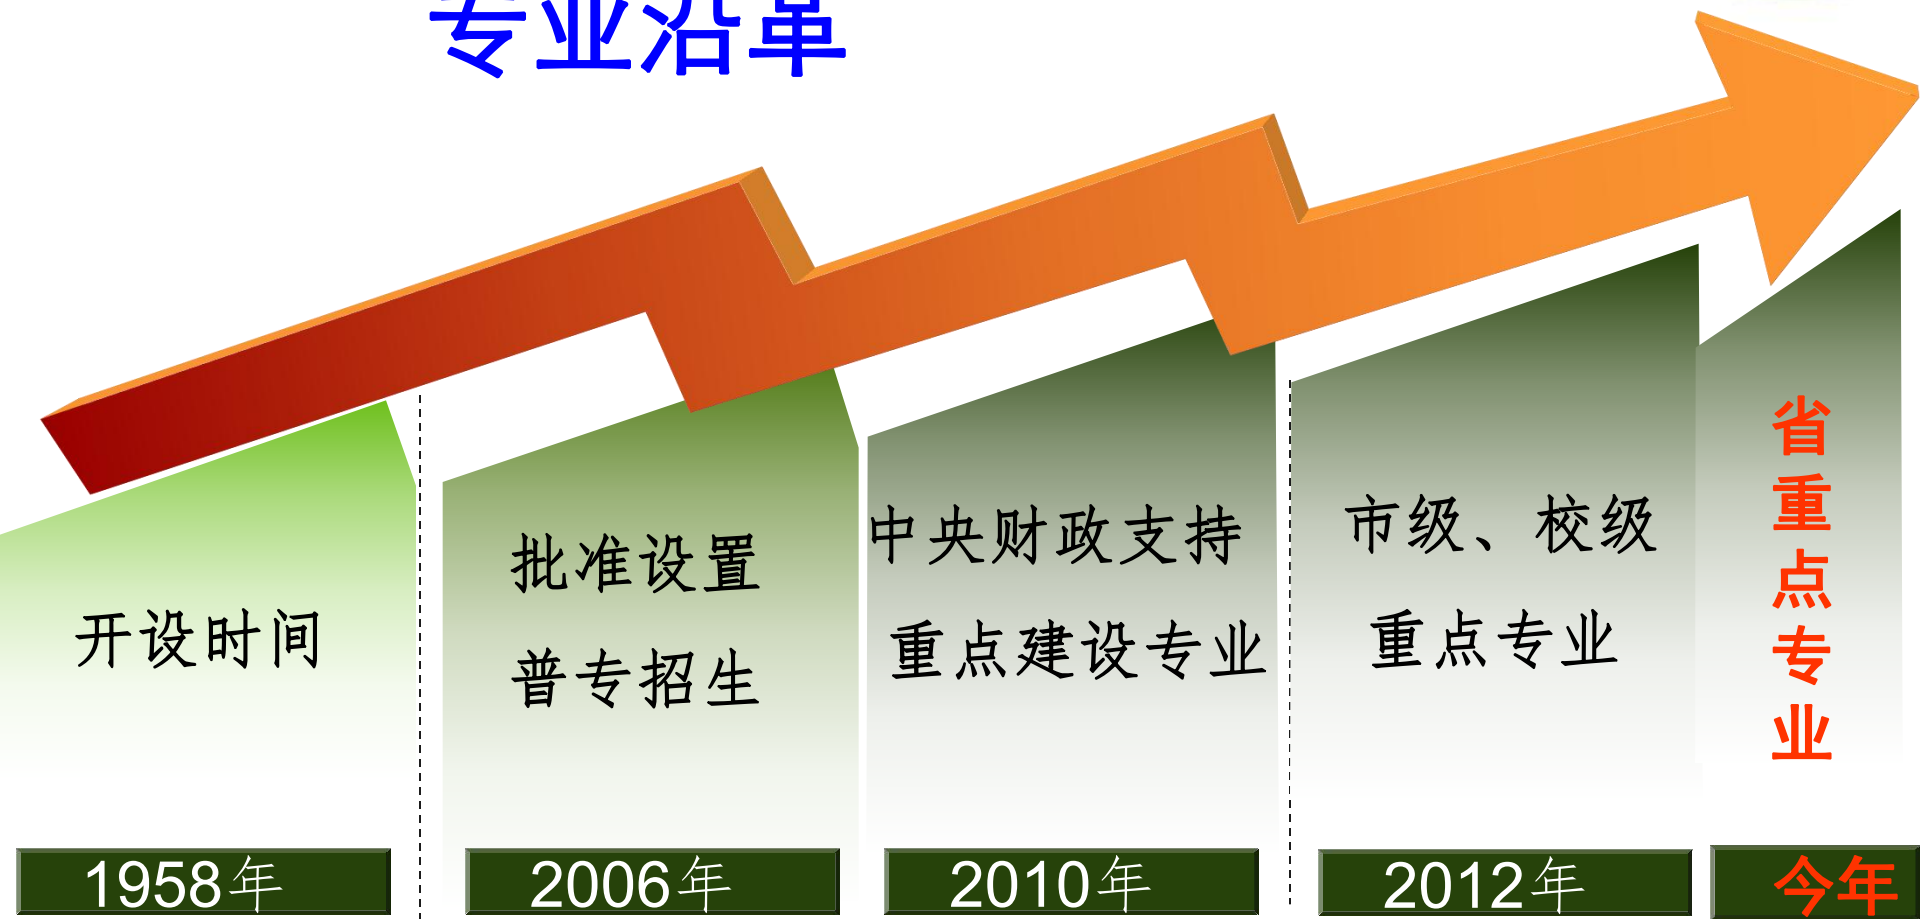 专业沿革
开设时间
批准设置
普专招生
中央财政支持
重点建设专业
市级、校级
重点专业
省
重
点
专
业
1958年
2006年
2010年
2012年
今年